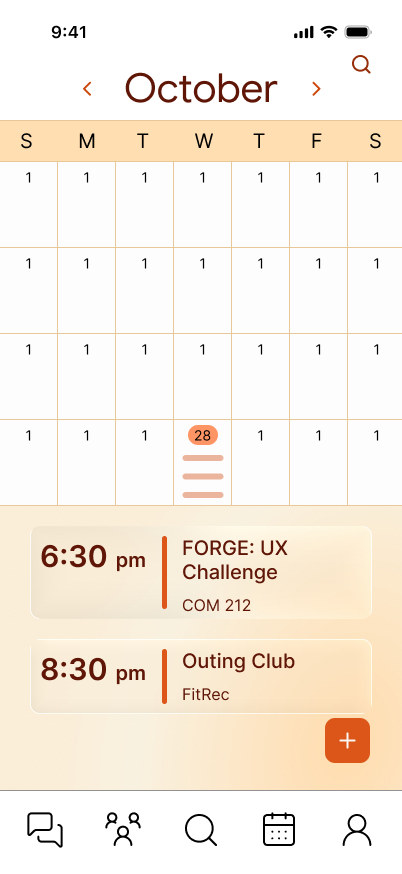 9:41
October
S M T W T F S
1 1 1 1 1 1 1
1 1 1 1 1 1 1
1 1 1 1 1 1 1
1 1 1 28 1 1 1
6:30 pm
FORGE: UX
Challenge
COM 212
8:30 pm
Outing Club
FitRec